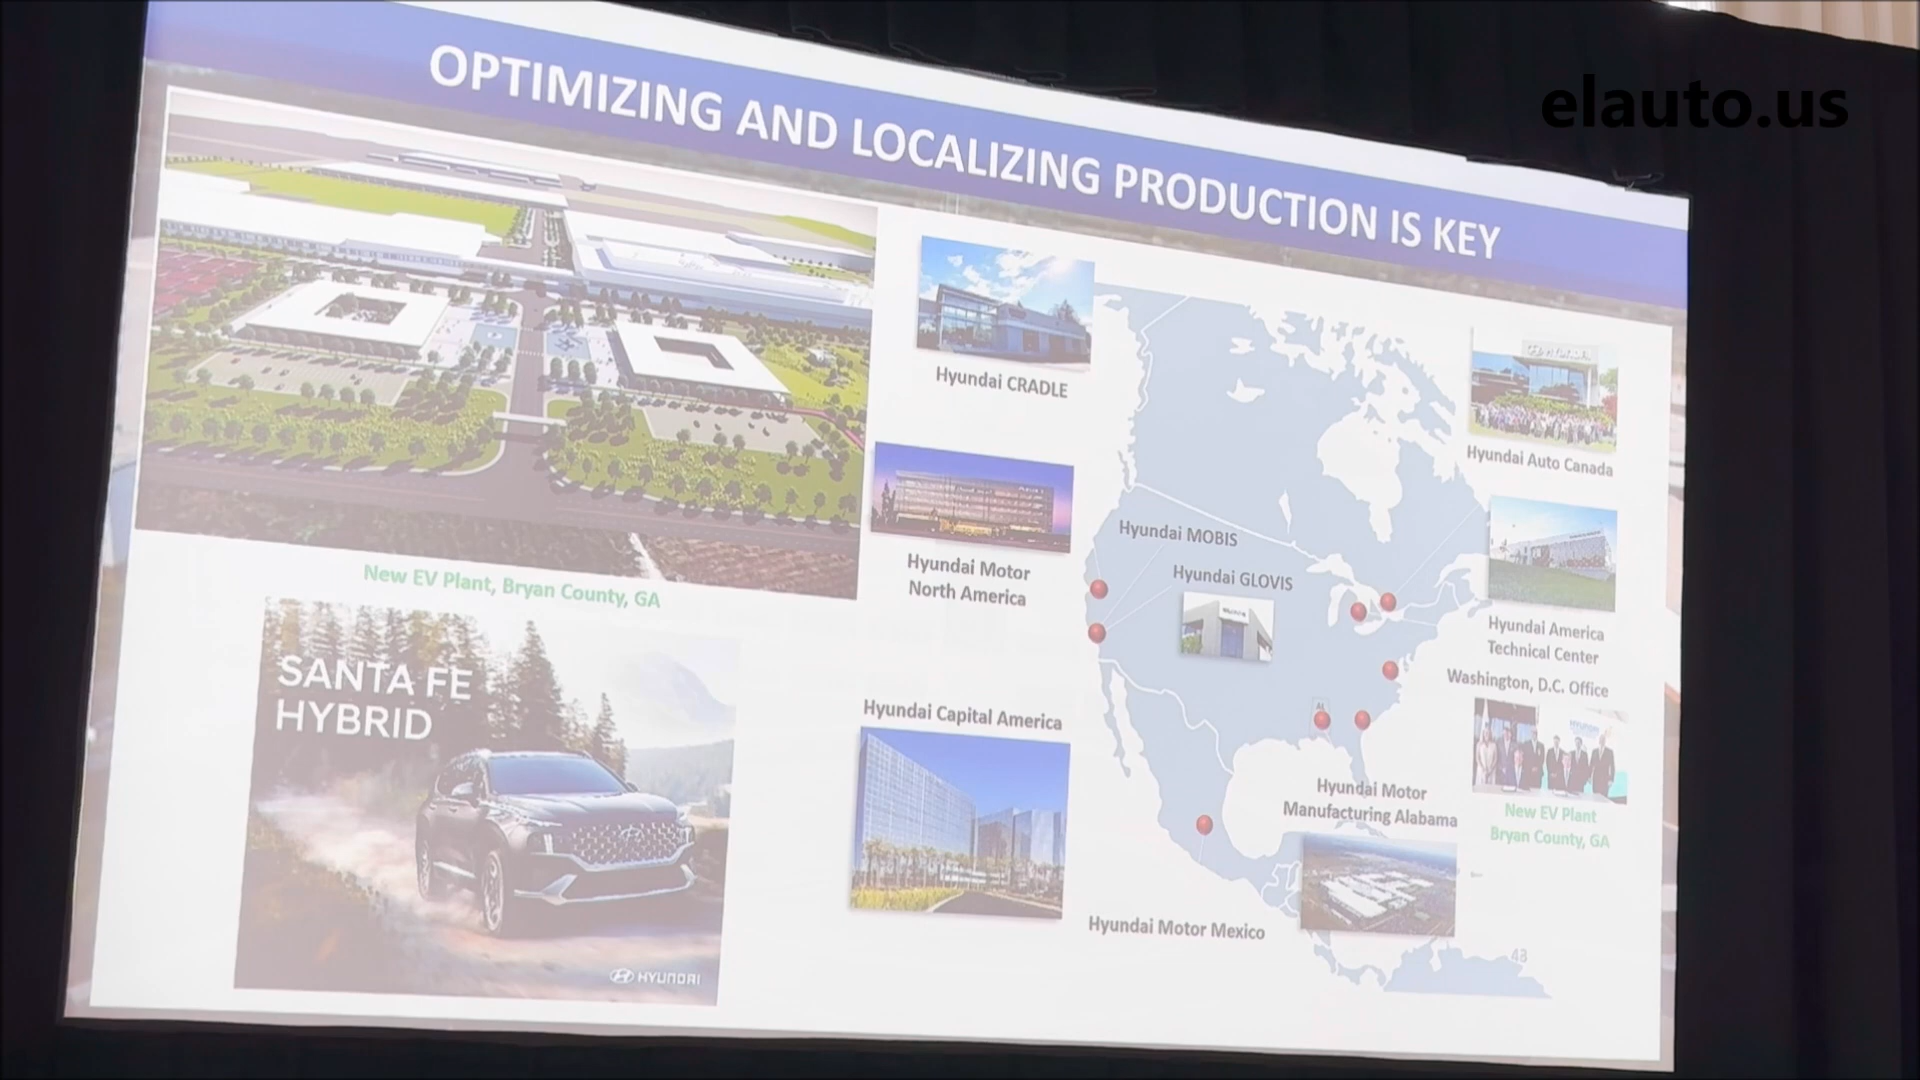 OPTIMIZING AND LOCALIZING PRODUCTION IS KEY
elauto.us
New EV Plant, Bryan County, GA
SANTA FE
HYBRID
HYUNDAI
Hyundai CRADLE
Hyundai Motor
North America
Hyundai Capital America
Hyundai MOBIS
Hyundai GLOVIS
Hyundai Motor Mexico
AL
Hyundai Motor
Manufacturing Alabama
Hyundai Auto Canada
Hyundai America
Technical Center
Washington, D.C. Office
New EV Plant
Bryan County, GA
43